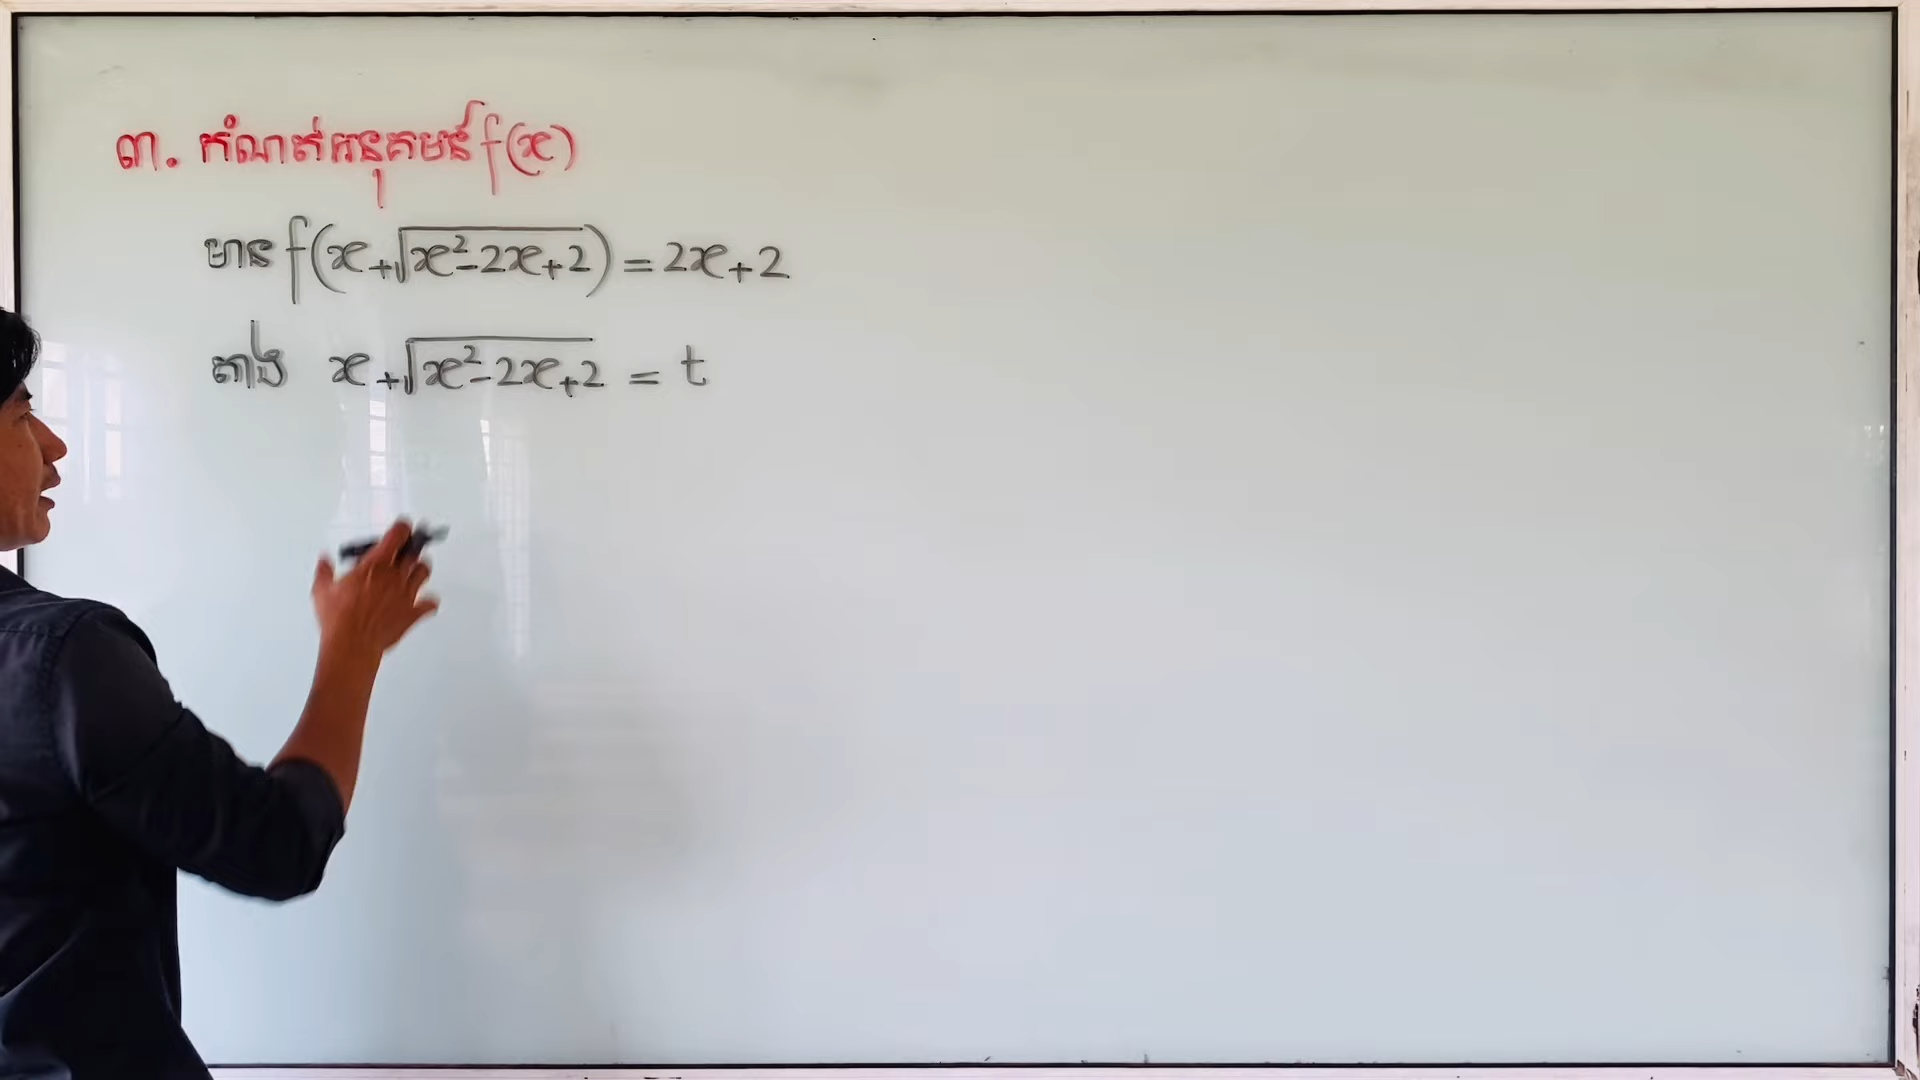 ៣. កំណត់អនុគមន៍ f(x)
មាន f(x+√(x²-2x+2)) = 2x+2
តាង x+√(x²-2x+2) = t